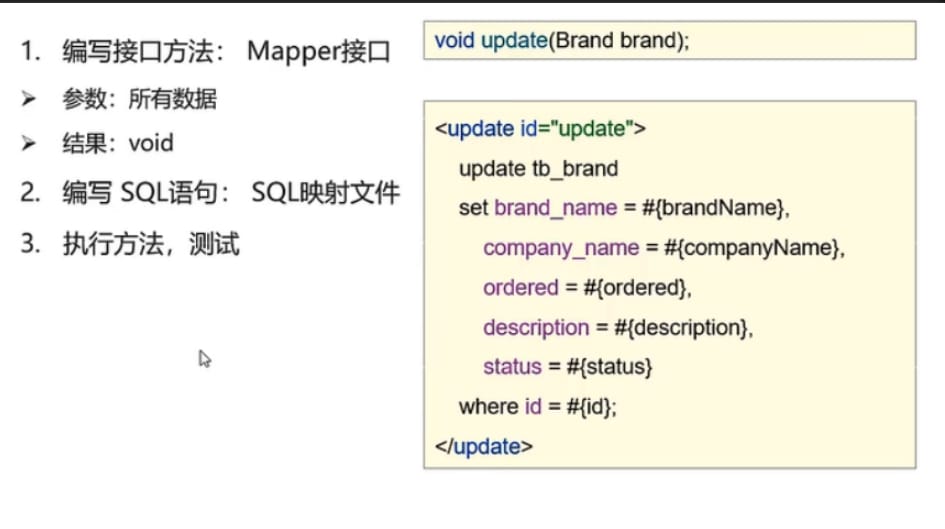 1. 编写接口方法： Mapper接口
➢ 参数：所有数据
➢ 结果：void
2. 编写 SQL语句： SQL映射文件
3. 执行方法，测试
void update(Brand brand);
<update id="update">
update tb_brand
set brand_name = #{brandName},
company_name = #{companyName},
ordered = #{ordered},
description = #{description},
status = #{status}
where id = #{id};
</update>